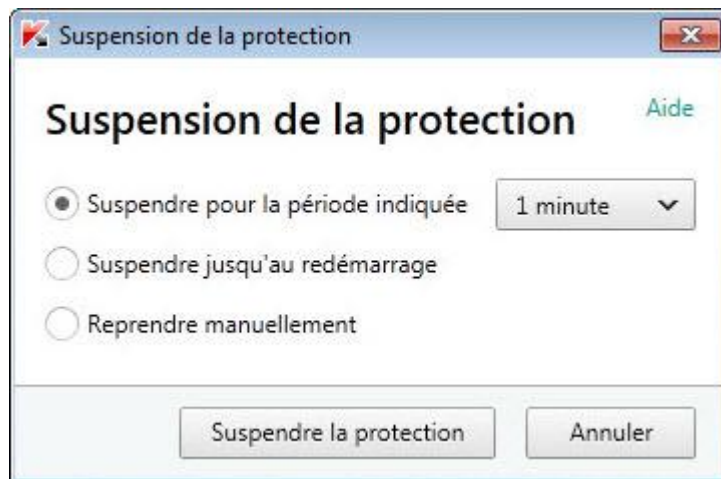 Suspension de la protection
Suspension de la protection
Aide
Suspendre pour la période indiquée
1 minute
Suspendre jusqu'au redémarrage
Reprendre manuellement
Suspendre la protection
Annuler